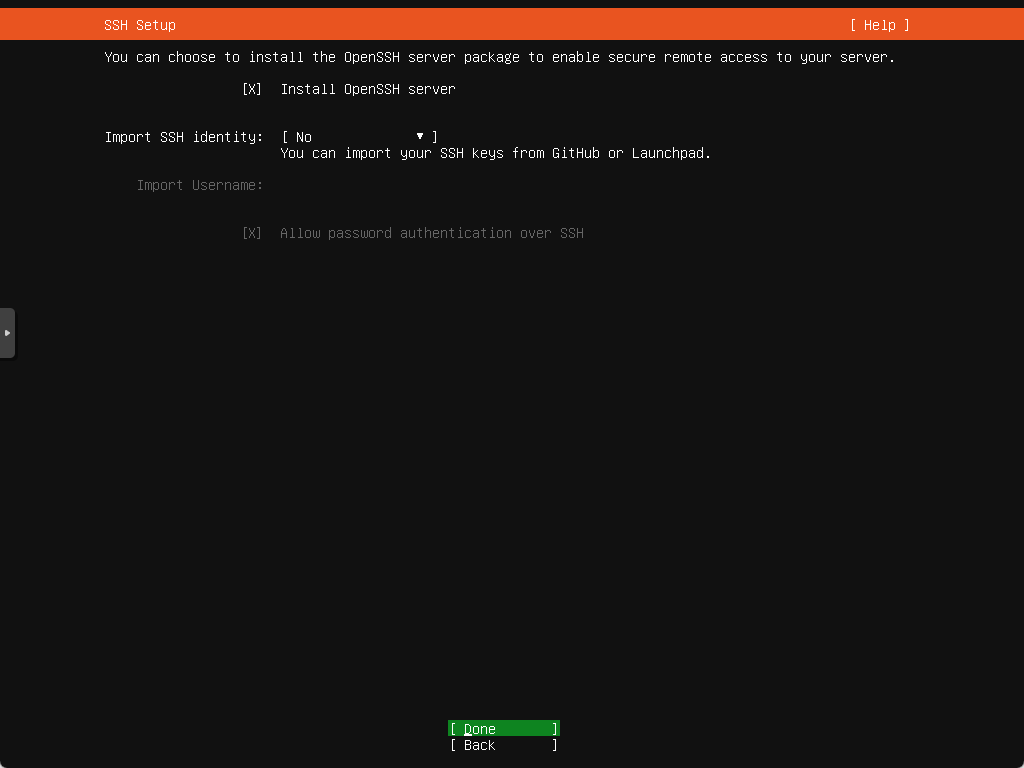 SSH Setup [ Help ]
You can choose to install the OpenSSH server package to enable secure remote access to your server.
[X] Install OpenSSH server
Import SSH identity: [ No ▾ ]
You can import your SSH keys from GitHub or Launchpad.
Import Username:
[X] Allow password authentication over SSH
[ Done ]
[ Back ]